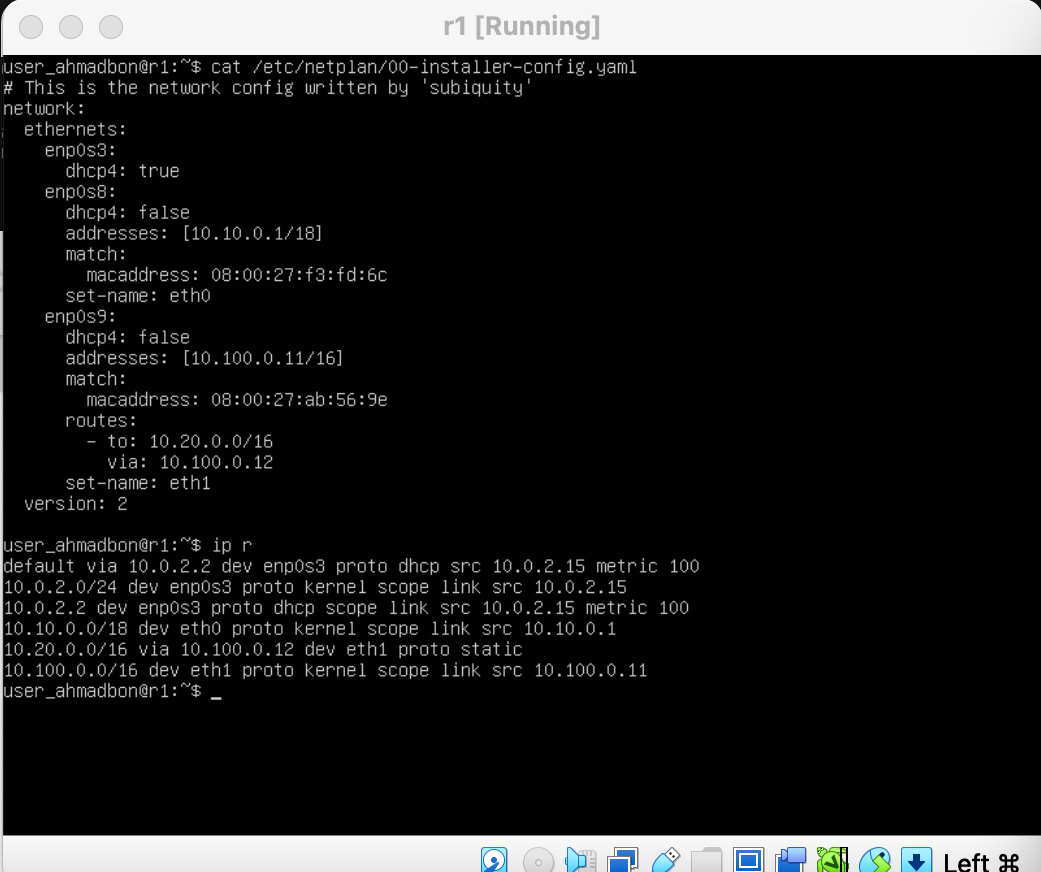 r1 [Running]
user_ahmadbon@r1:~$ cat /etc/netplan/00-installer-config.yaml
# This is the network config written by 'subiquity'
network:
  ethernets:
    enp0s3:
      dhcp4: true
    enp0s8:
      dhcp4: false
      addresses: [10.10.0.1/18]
      match:
        macaddress: 08:00:27:f3:fd:6c
      set-name: eth0
    enp0s9:
      dhcp4: false
      addresses: [10.100.0.11/16]
      match:
        macaddress: 08:00:27:ab:56:9e
      routes:
        - to: 10.20.0.0/16
          via: 10.100.0.12
      set-name: eth1
  version: 2
user_ahmadbon@r1:~$ ip r
default via 10.0.2.2 dev enp0s3 proto dhcp src 10.0.2.15 metric 100
10.0.2.0/24 dev enp0s3 proto kernel scope link src 10.0.2.15
10.0.2.2 dev enp0s3 proto dhcp scope link src 10.0.2.15 metric 100
10.10.0.0/18 dev eth0 proto kernel scope link src 10.10.0.1
10.20.0.0/16 via 10.100.0.12 dev eth1 proto static
10.100.0.0/16 dev eth1 proto kernel scope link src 10.100.0.11
user_ahmadbon@r1:~$ _
Left ⌘